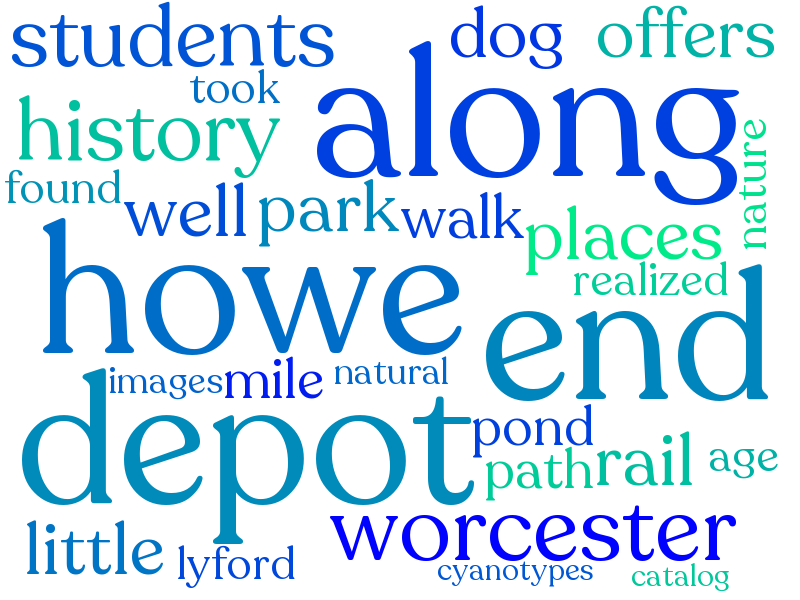 students
dog
offers
took
along
history
nature
found
well
park
walk
places
howe
realized
end
images
mile
natural
depot
pond
path
rail
age
little
worcester
lyford
cyanotypes
catalog